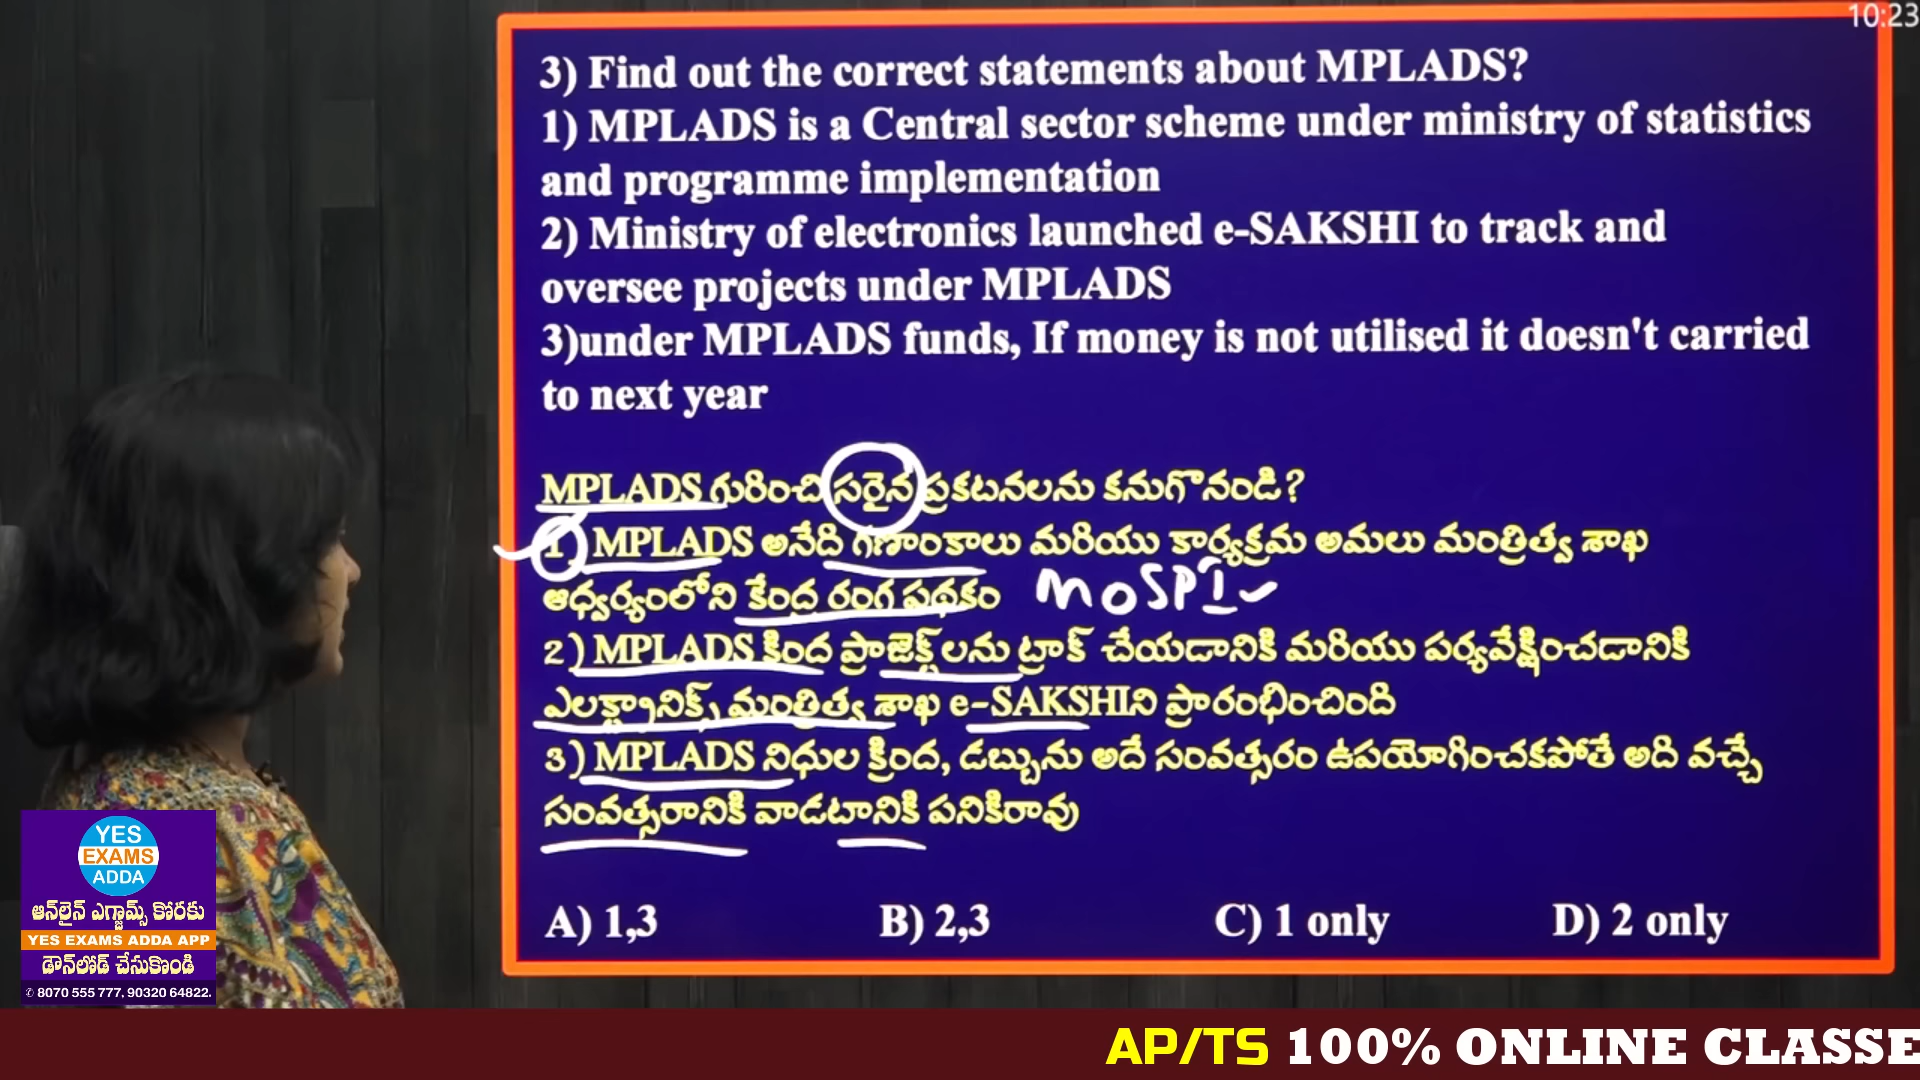 10:23
3) Find out the correct statements about MPLADS?
1) MPLADS is a Central sector scheme under ministry of statistics
and programme implementation
2) Ministry of electronics launched e-SAKSHI to track and
oversee projects under MPLADS
3)under MPLADS funds, If money is not utilised it doesn't carried
to next year
MPLADS గురించి సరైన ప్రకటనలను కనుగొనండి?
1) MPLADS అనేది గణాంకాలు మరియు కార్యక్రమ అమలు మంత్రిత్వ శాఖ
ఆధ్వర్యంలోని కేంద్ర రంగ పథకం MOSPI
2) MPLADS కింద ప్రాజెక్ట్‌లను ట్రాక్ చేయడానికి మరియు పర్యవేక్షించడానికి
ఎలక్ట్రానిక్స్ మంత్రిత్వ శాఖ e-SAKSHIని ప్రారంభించింది
3) MPLADS నిధుల క్రింద, డబ్బును అదే సంవత్సరం ఉపయోగించకపోతే అది వచ్చే
సంవత్సరానికి వాడటానికి పనికిరావు
A) 1,3 B) 2,3 C) 1 only D) 2 only
YES
EXAMS
ADDA
ఆన్‌లైన్ ఎగ్జామ్స్ కోరకు
YES EXAMS ADDA APP
డౌన్‌లోడ్ చేసుకొండి
✆ 8070 555 777, 90320 64822.
AP/TS 100% ONLINE CLASSE